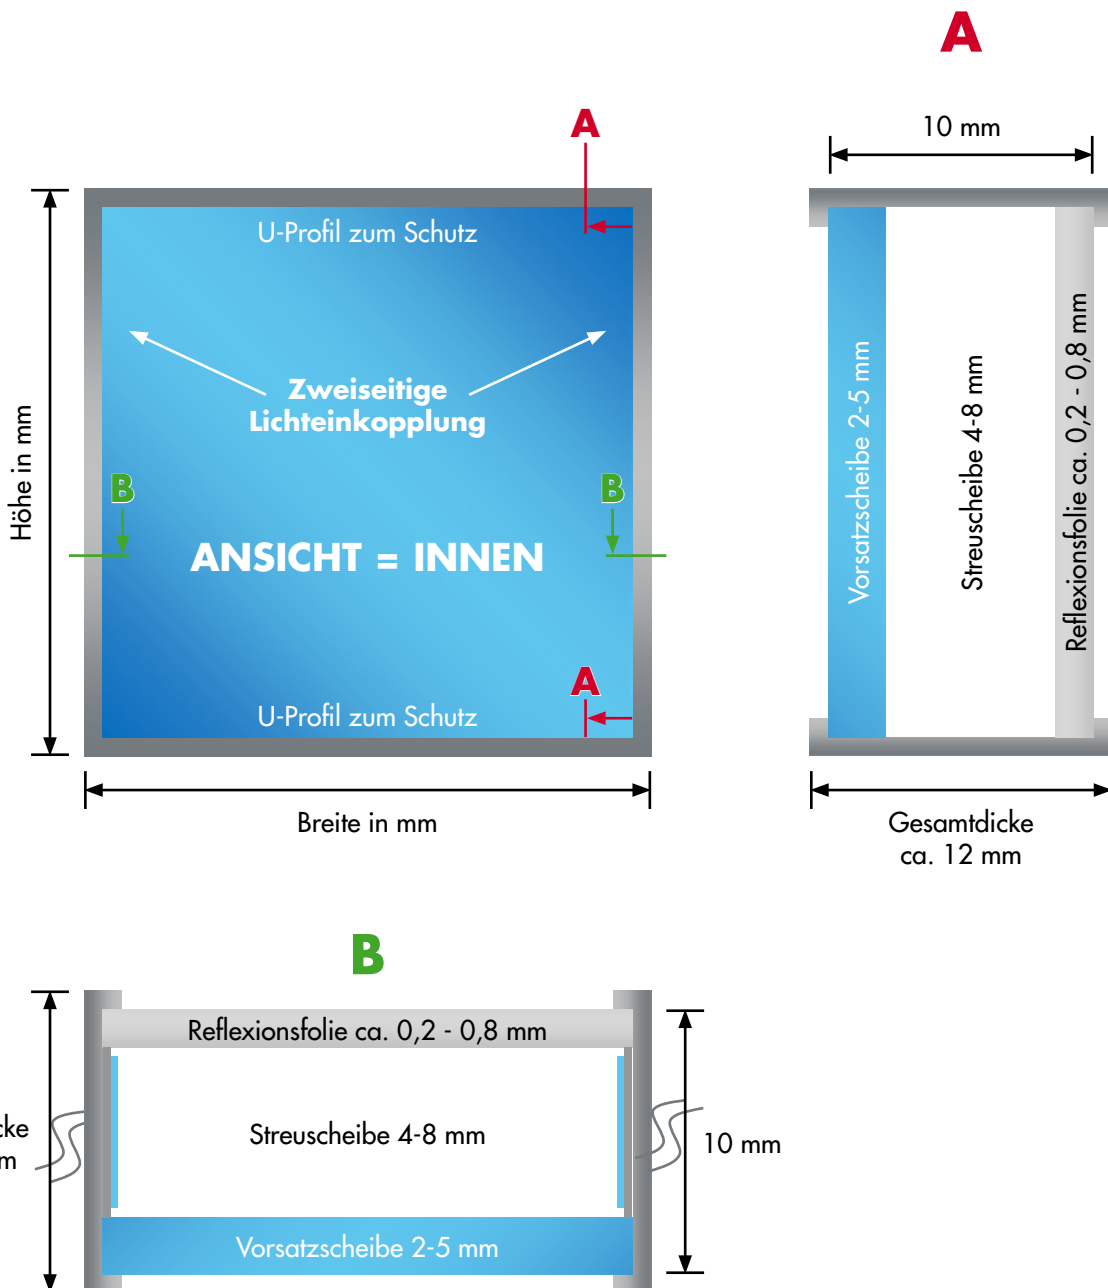 A
10 mm
A
U-Profil zum Schutz
Zweiseitige
Lichteinkopplung
Höhe in mm
B
B
ANSICHT = INNEN
A
U-Profil zum Schutz
Breite in mm
Vorsatzscheibe 2-5 mm
Streuscheibe 4-8 mm
Reflexionsfolie ca. 0,2 - 0,8 mm
Gesamtdicke
ca. 12 mm
B
Reflexionsfolie ca. 0,2 - 0,8 mm
Streuscheibe 4-8 mm
10 mm
Vorsatzscheibe 2-5 mm